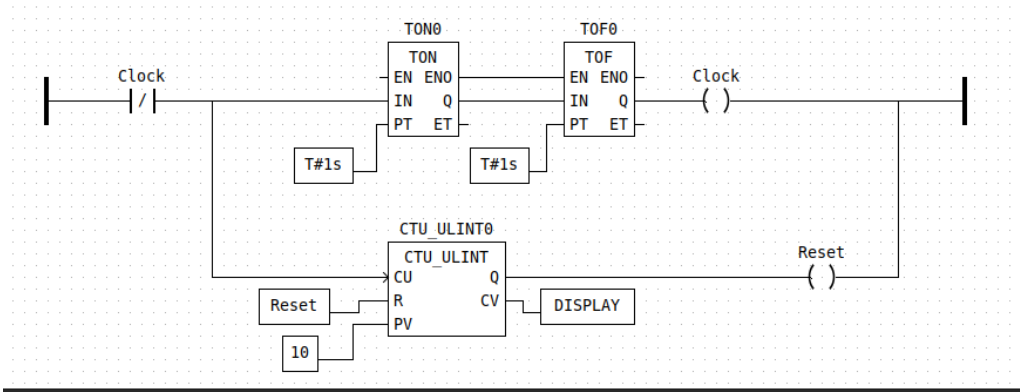 TON0 TOF0
TON TOF
Clock EN ENO EN ENO Clock
/ IN Q IN Q ( )
PT ET PT ET
T#1s T#1s
CTU_ULINT0
CTU_ULINT Reset
CU Q ( )
Reset R CV DISPLAY
PV
10